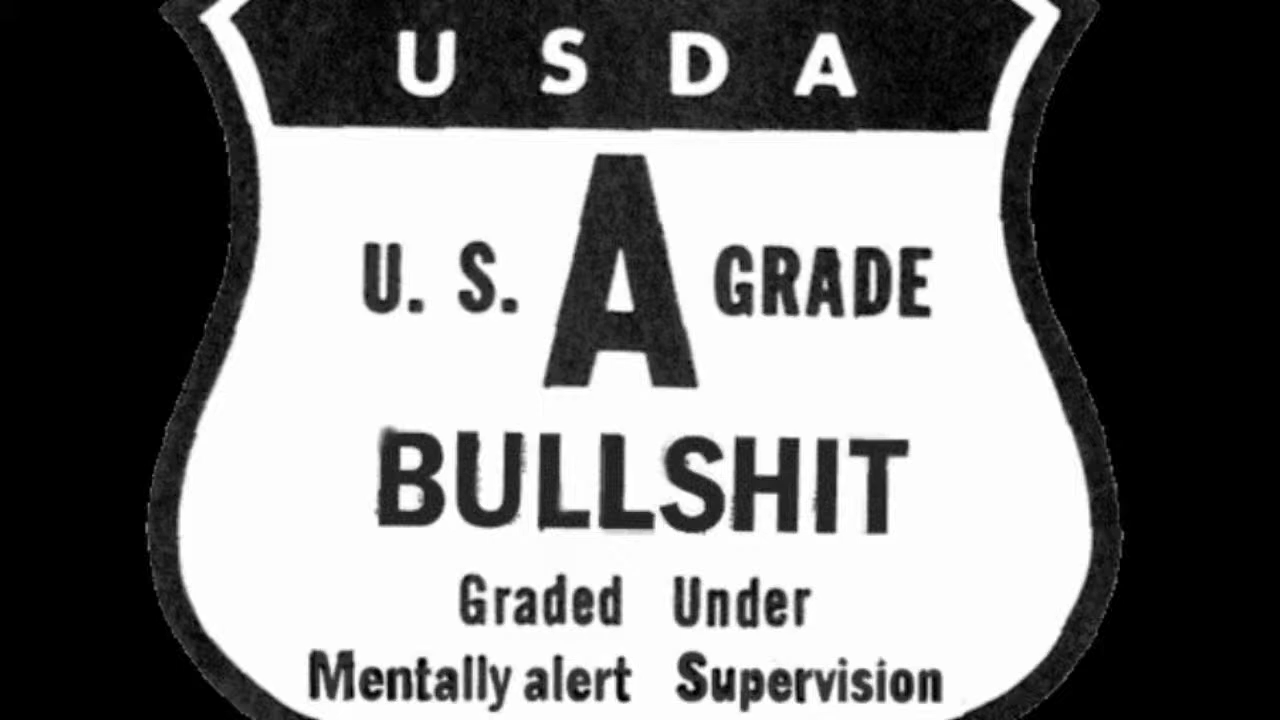 USDA
U. S. A GRADE
BULLSHIT
Graded Under
Mentally alert Supervision